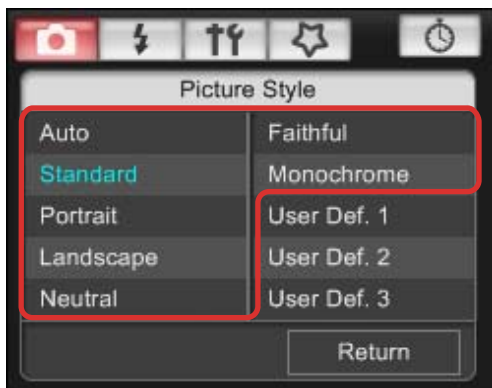 Picture Style
Auto
Faithful
Standard
Monochrome
Portrait
User Def. 1
Landscape
User Def. 2
Neutral
User Def. 3
Return